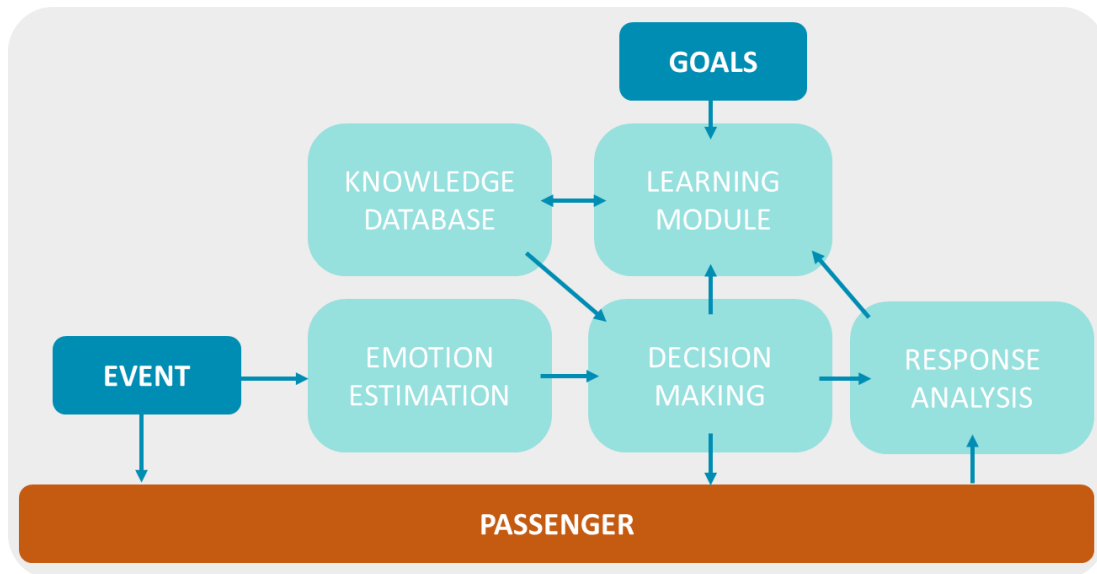 GOALS
KNOWLEDGE
DATABASE
LEARNING
MODULE
EVENT
EMOTION
ESTIMATION
DECISION
MAKING
RESPONSE
ANALYSIS
PASSENGER